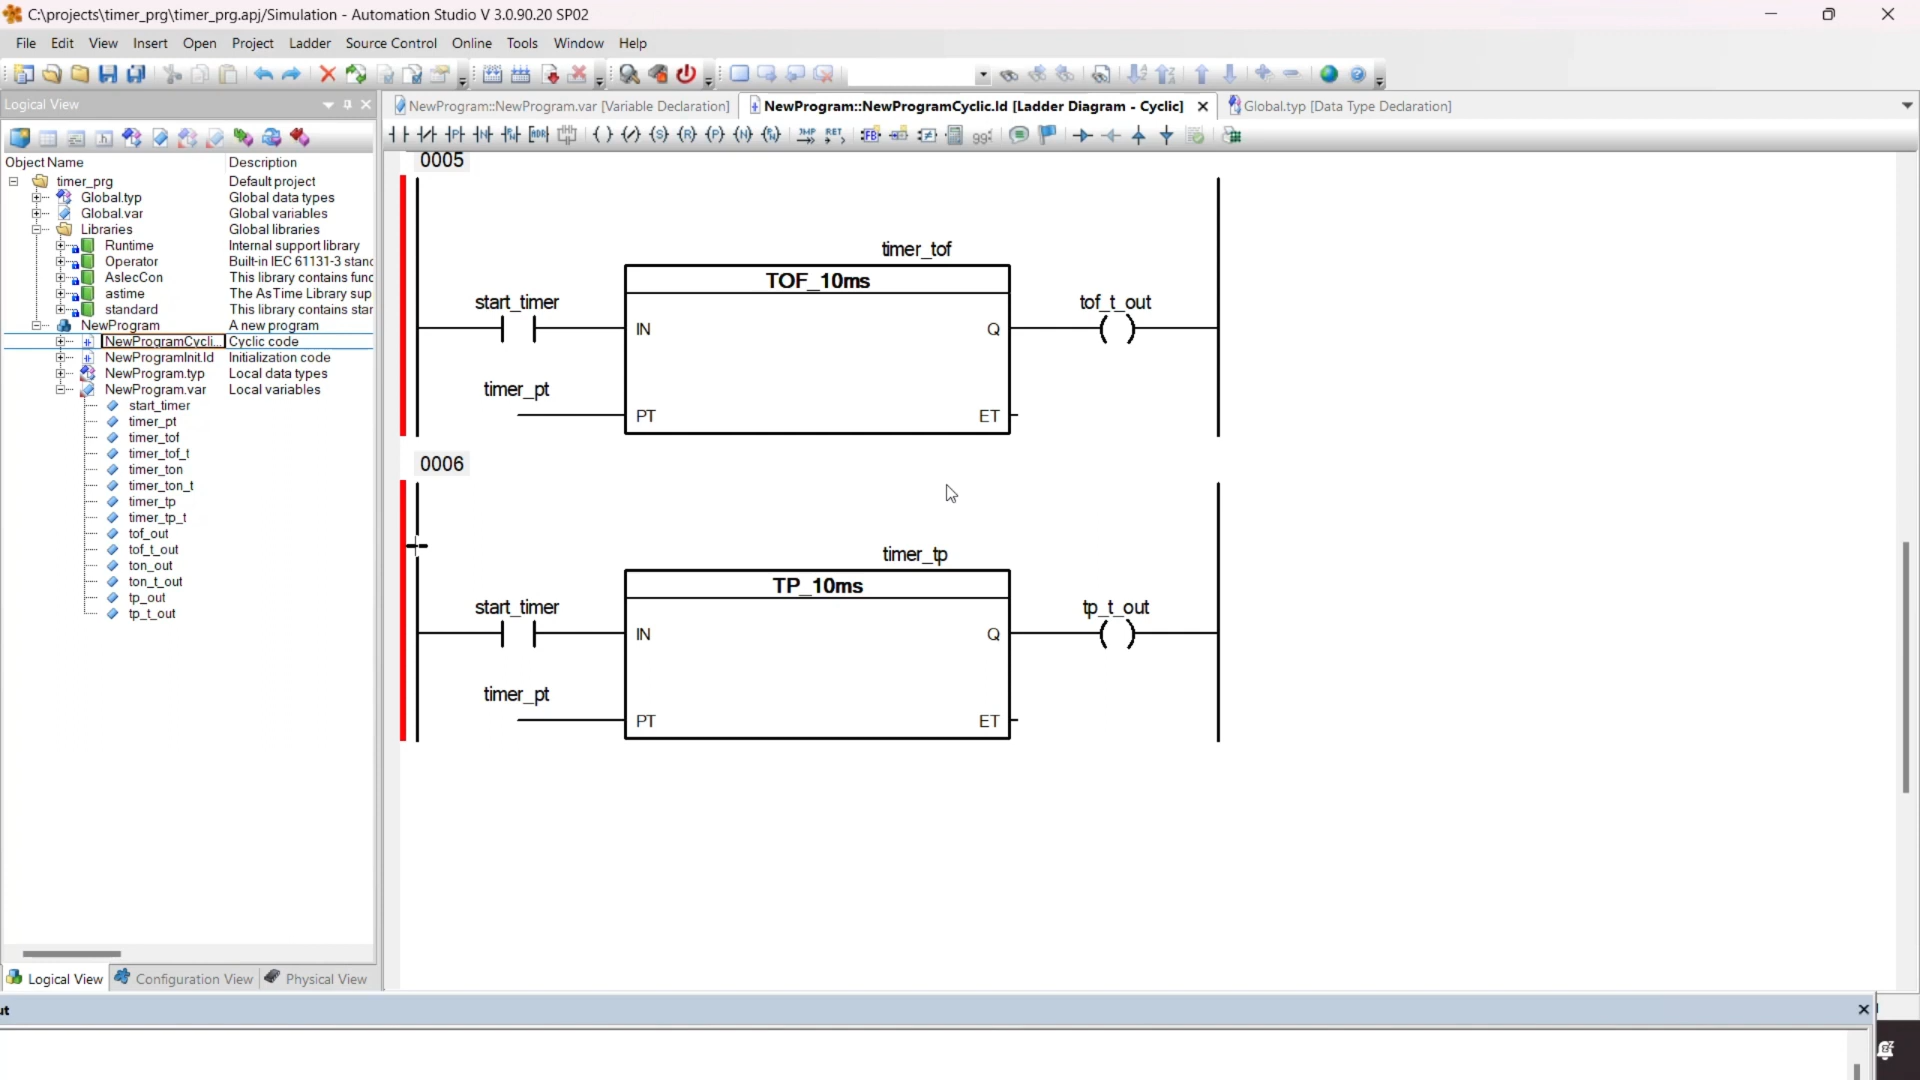 C:\projects\timer_prg\timer_prg.apj/Simulation - Automation Studio V 3.0.90.20 SP02
File Edit View Insert Open Project Ladder Source Control Online Tools Window Help
Logical View
NewProgram::NewProgram.var [Variable Declaration]
NewProgram::NewProgramCyclic.ld [Ladder Diagram - Cyclic]
Global.typ [Data Type Declaration]
Object Name Description
timer_prg Default project
Global.typ Global data types
Global.var Global variables
Libraries Global libraries
Runtime Internal support library
Operator Built-in IEC 61131-3 stand
AsIecCon This library contains func
astime The AsTime Library sup
standard This library contains star
NewProgram A new program
NewProgramCycli... Cyclic code
NewProgramInit.ld Initialization code
NewProgram.typ Local data types
NewProgram.var Local variables
start_timer
timer_pt
timer_tof
timer_tof_t
timer_ton
timer_ton_t
timer_tp
timer_tp_t
tof_out
tof_t_out
ton_out
ton_t_out
tp_out
tp_t_out
Logical View Configuration View Physical View
0005
timer_tof
TOF_10ms
start_timer
tof_t_out
IN Q
timer_pt
PT ET
0006
timer_tp
TP_10ms
start_timer
tp_t_out
IN Q
timer_pt
PT ET
ut